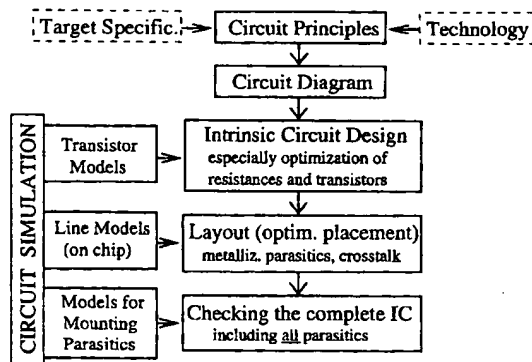 Target Specific.
Circuit Principles
Technology
Circuit Diagram
CIRCUIT SIMULATION
Transistor
Models
Intrinsic Circuit Design
especially optimization of
resistances and transistors
Line Models
(on chip)
Layout (optim. placement)
metalliz. parasitics, crosstalk
Models for
Mounting
Parasitics
Checking the complete IC
including all parasitics